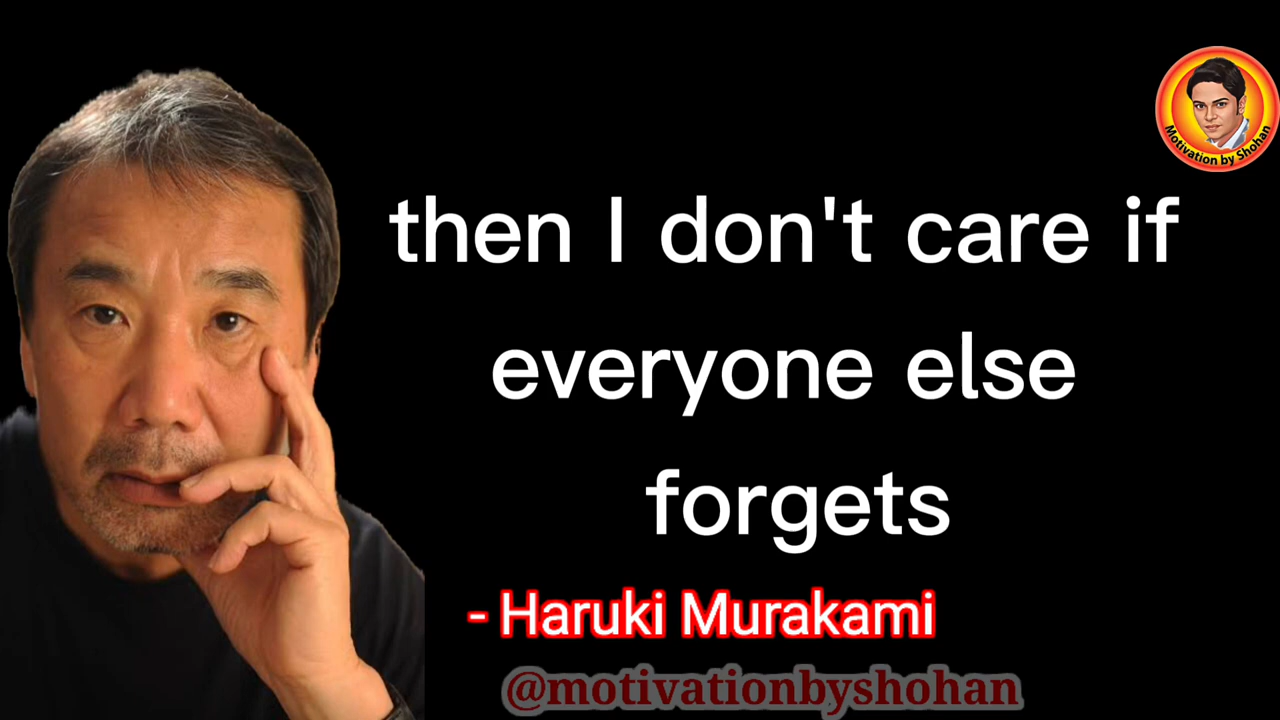 Motivation by Shohan
then I don't care if
everyone else
forgets
- Haruki Murakami
@motivationbyshohan